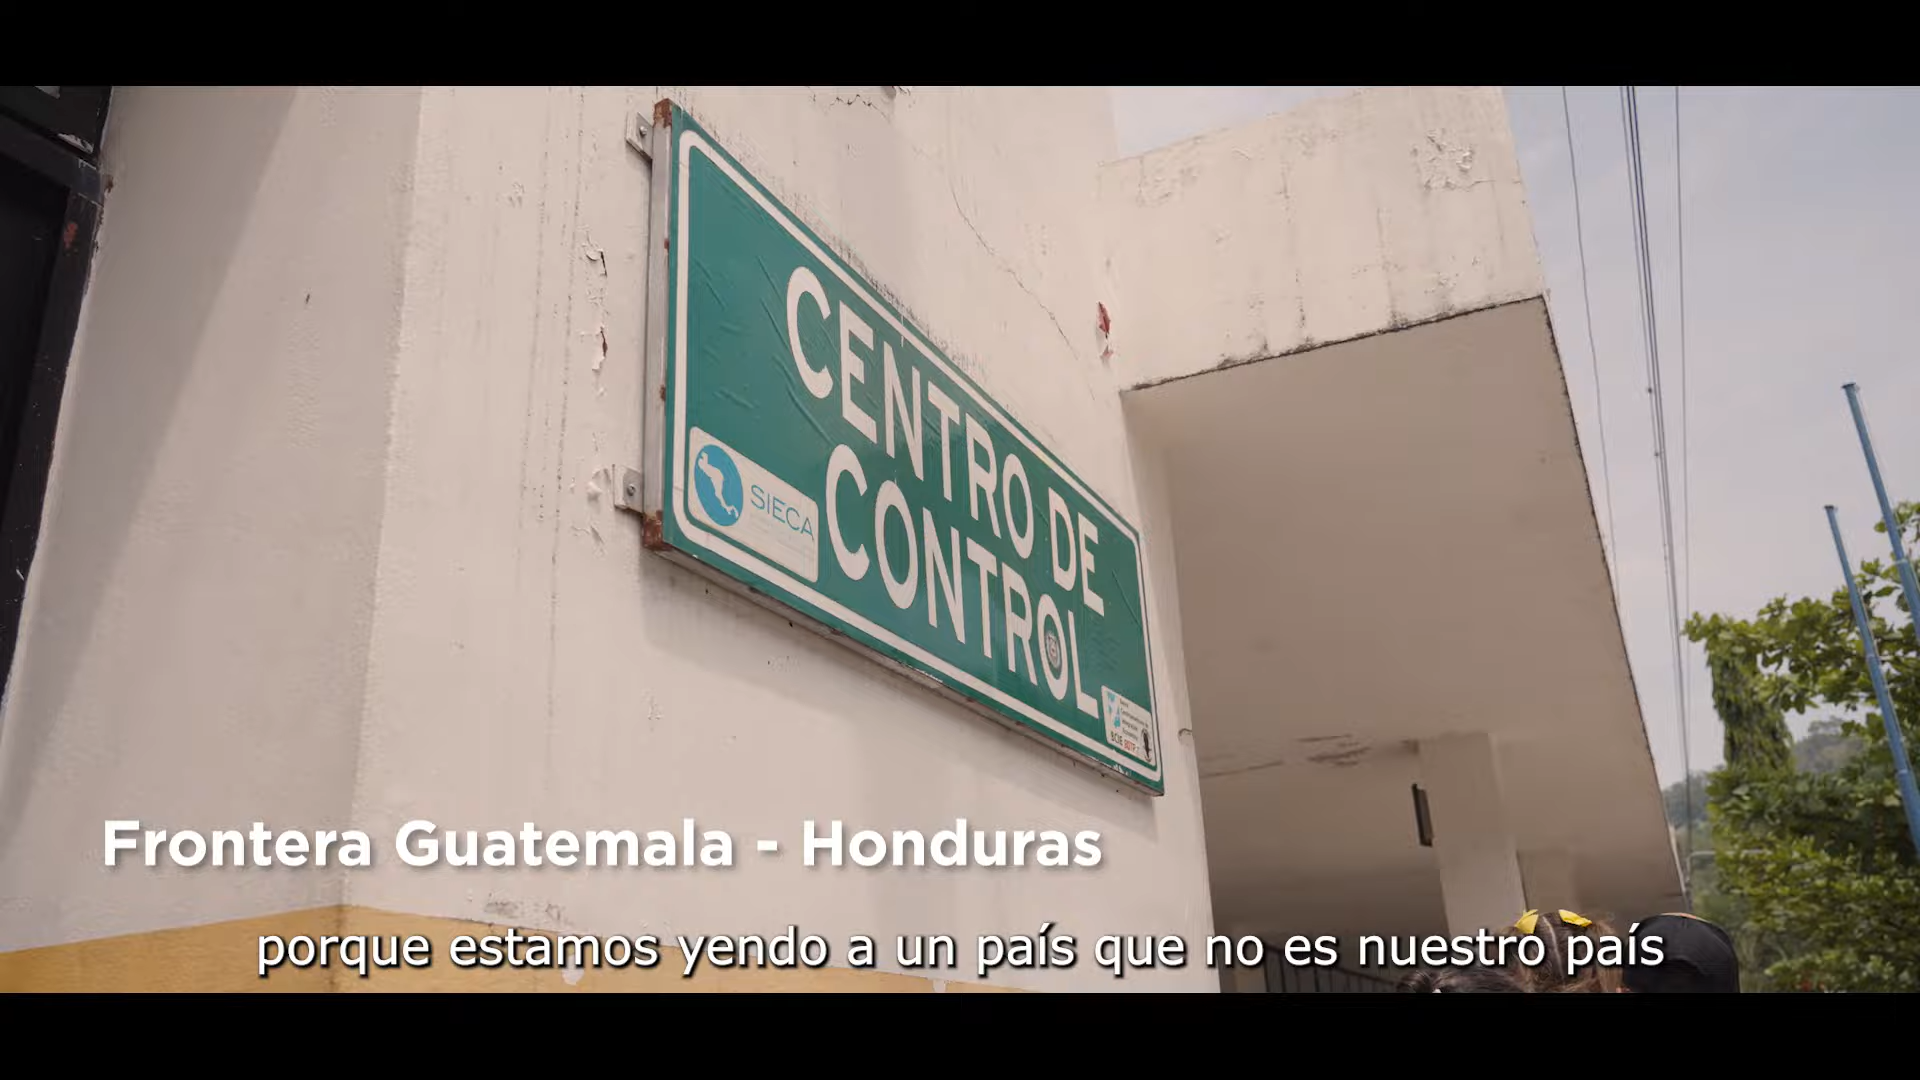 CENTRO DE
CONTROL
SIECA
Frontera Guatemala - Honduras
porque estamos yendo a un país que no es nuestro país